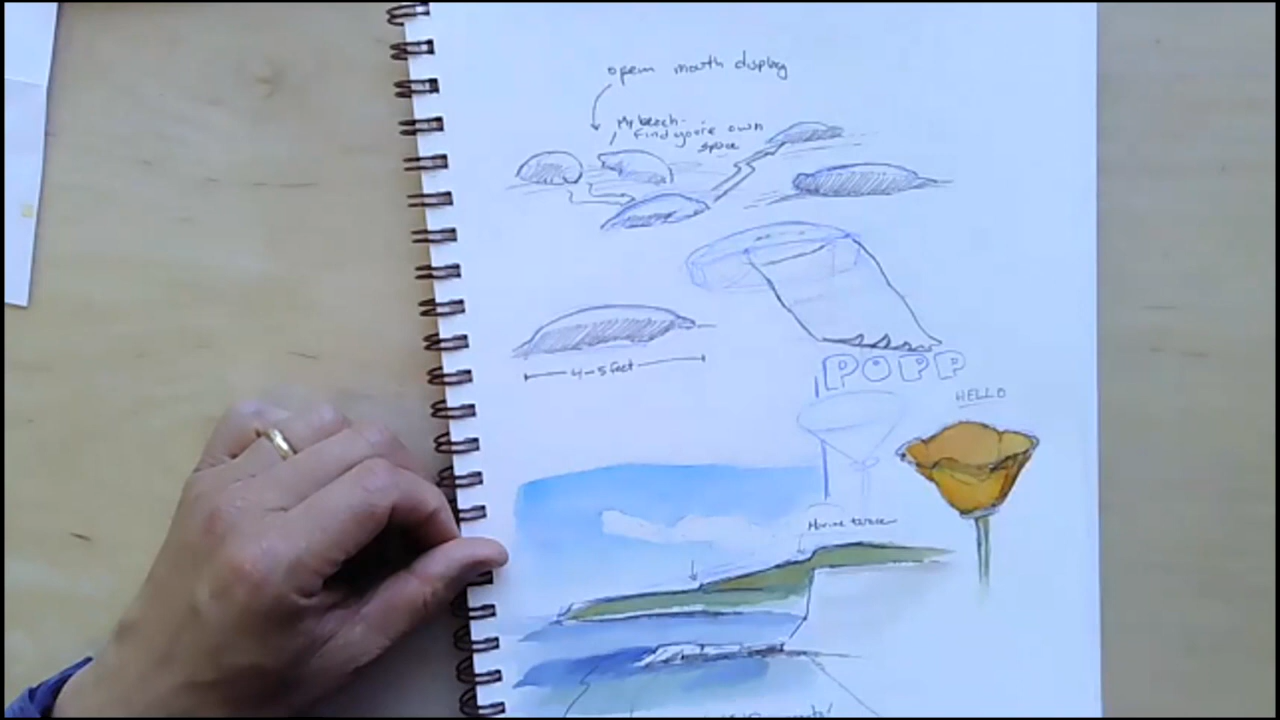 open mouth display
My beach-
find you're own
space
4-5 feet
POPP
HELLO
Marine terrace